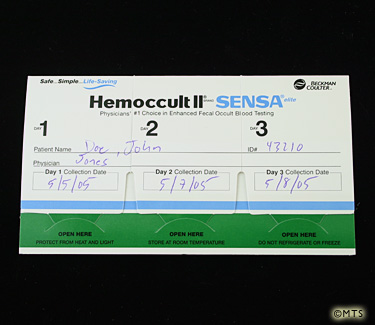 Safe...Simple...Life-Saving
BECKMAN COULTER
Hemoccult II SERIES SENSA elite
Physicians' #1 Choice in Enhanced Fecal Occult Blood Testing
DAY 1 DAY 2 DAY 3
Patient Name Doe, John ID# 43210
Physician Jones
Day 1 Collection Date Day 2 Collection Date Day 3 Collection Date
5/5/05 5/7/05 5/8/05
OPEN HERE OPEN HERE OPEN HERE
PROTECT FROM HEAT AND LIGHT STORE AT ROOM TEMPERATURE DO NOT REFRIGERATE OR FREEZE
©MTS